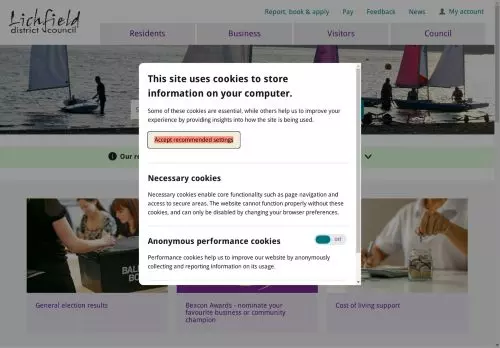 Lichfield
district council
Report, book & apply
Pay
Feedback
News
My account
Residents
Business
Visitors
Council
This site uses cookies to store
information on your computer.
Some of these cookies are essential, while others help us to improve your
experience by providing insights into how the site is being used.
Accept recommended settings
Necessary cookies
Necessary cookies enable core functionality such as page navigation and
access to secure areas. The website cannot function properly without these
cookies, and can only be disabled by changing your browser preferences.
Anonymous performance cookies
Off
Performance cookies help us to improve our website by anonymously
collecting and reporting information on its usage.
Our re
S
BAL
BO
General election results
Beacon Awards - nominate your
favourite business or community
champion
Cost of living support